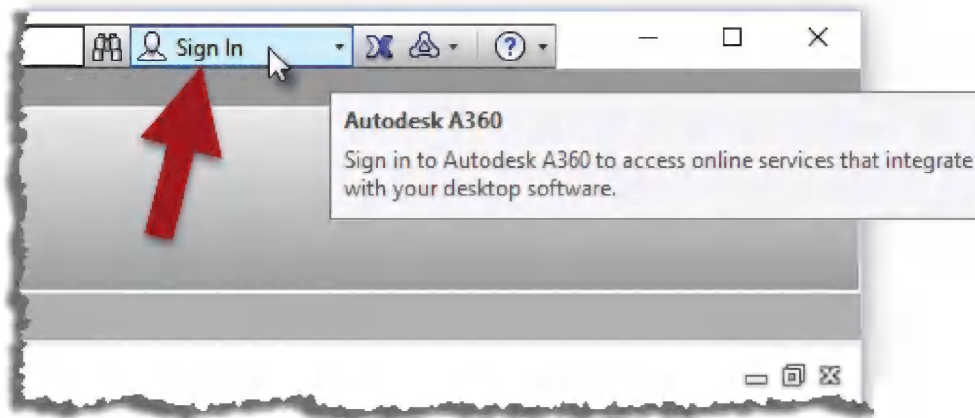 Sign In
Autodesk A360
Sign in to Autodesk A360 to access online services that integrate
with your desktop software.